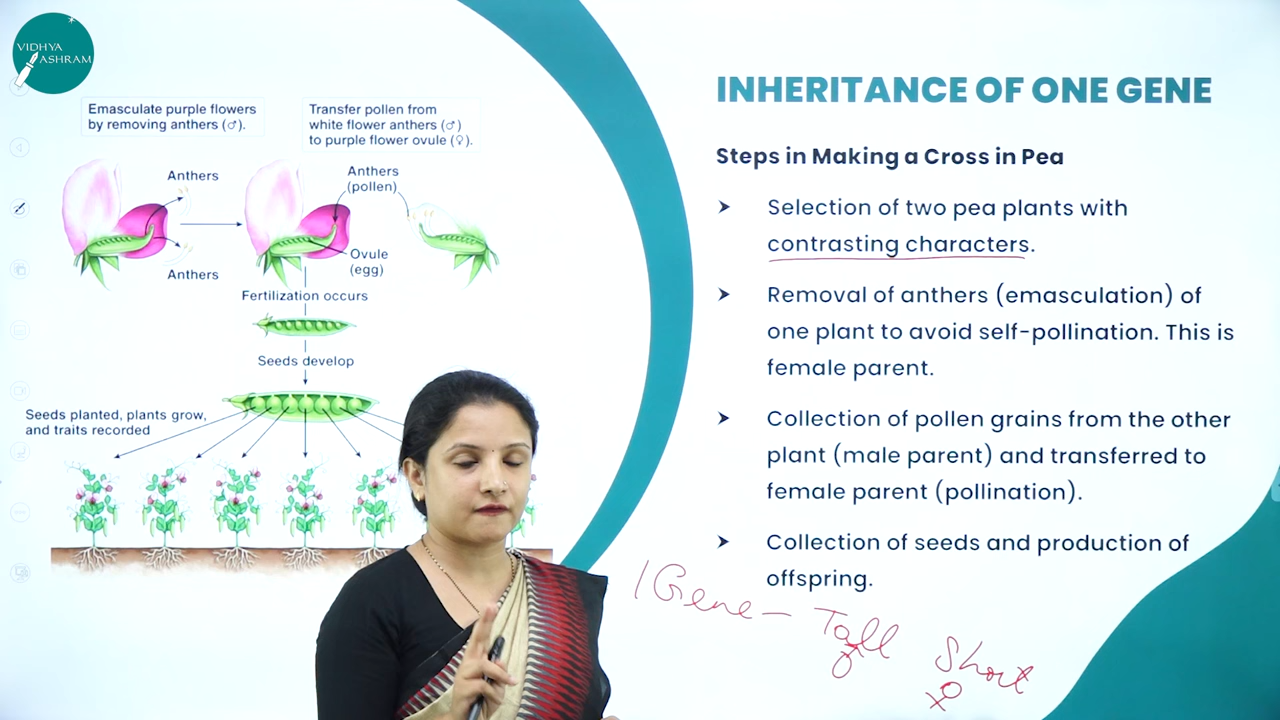 VIDHYA
ASHRAM
Emasculate purple flowers
by removing anthers (♂).
Transfer pollen from
white flower anthers (♂)
to purple flower ovule (♀).
Anthers
Anthers
Anthers
(pollen)
Ovule
(egg)
Fertilization occurs
Seeds develop
Seeds planted, plants grow,
and traits recorded
INHERITANCE OF ONE GENE
Steps in Making a Cross in Pea
➤ Selection of two pea plants with
contrasting characters.
➤ Removal of anthers (emasculation) of
one plant to avoid self-pollination. This is
female parent.
➤ Collection of pollen grains from the other
plant (male parent) and transferred to
female parent (pollination).
➤ Collection of seeds and production of
offspring.
1 Gene - Tall Short
♂ ♀